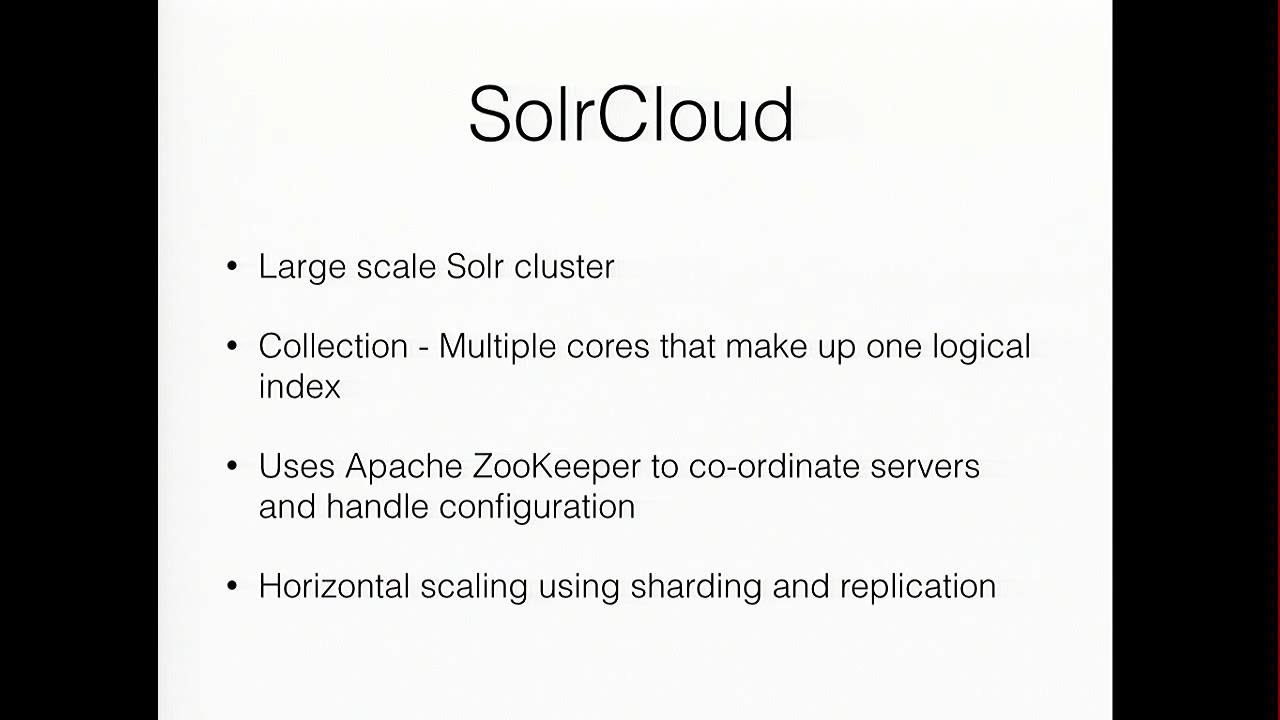 SolrCloud
• Large scale Solr cluster
• Collection - Multiple cores that make up one logical
index
• Uses Apache ZooKeeper to co-ordinate servers
and handle configuration
• Horizontal scaling using sharding and replication